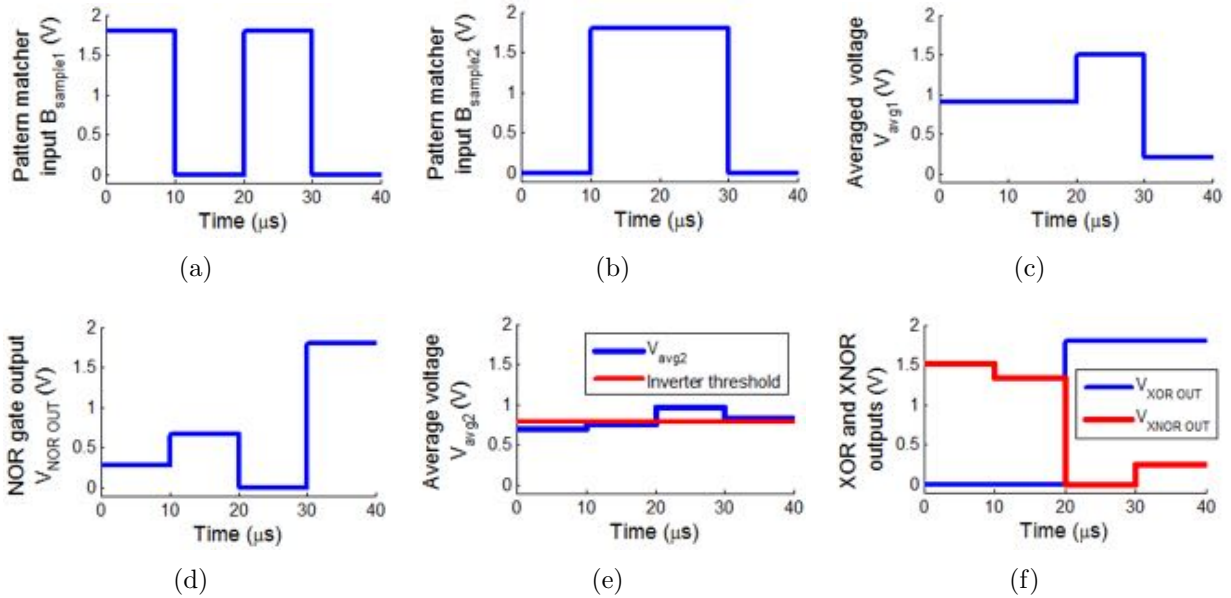 Pattern matcher
input B_sample1 (V)
2
1.5
1
0.5
0
0 10 20 30 40
Time (μs)
(a)
Pattern matcher
input B_sample2 (V)
2
1.5
1
0.5
0
0 10 20 30 40
Time (μs)
(b)
Averaged voltage
V_avg1 (V)
2
1.5
1
0.5
0
0 10 20 30 40
Time (μs)
(c)
NOR gate output
V_NOR OUT (V)
2
1.5
1
0.5
0
0 10 20 30 40
Time (μs)
(d)
Average voltage
V_avg2 (V)
2
1.5
1
0.5
0
V_avg2
Inverter threshold
0 10 20 30 40
Time (μs)
(e)
XOR and XNOR
outputs (V)
2
1.5
1
0.5
0
V_XOR OUT
V_XNOR OUT
0 10 20 30 40
Time (μs)
(f)